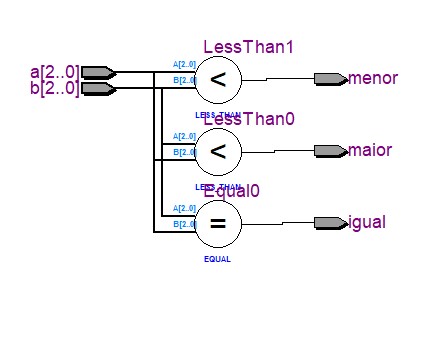 LessThan1
a[2..0]
b[2..0]
A[2..0]
B[2..0]
<
menor
LESS_THAN
LessThan0
A[2..0]
B[2..0]
<
maior
LESS_THAN
Equal0
A[2..0]
B[2..0]
=
igual
EQUAL